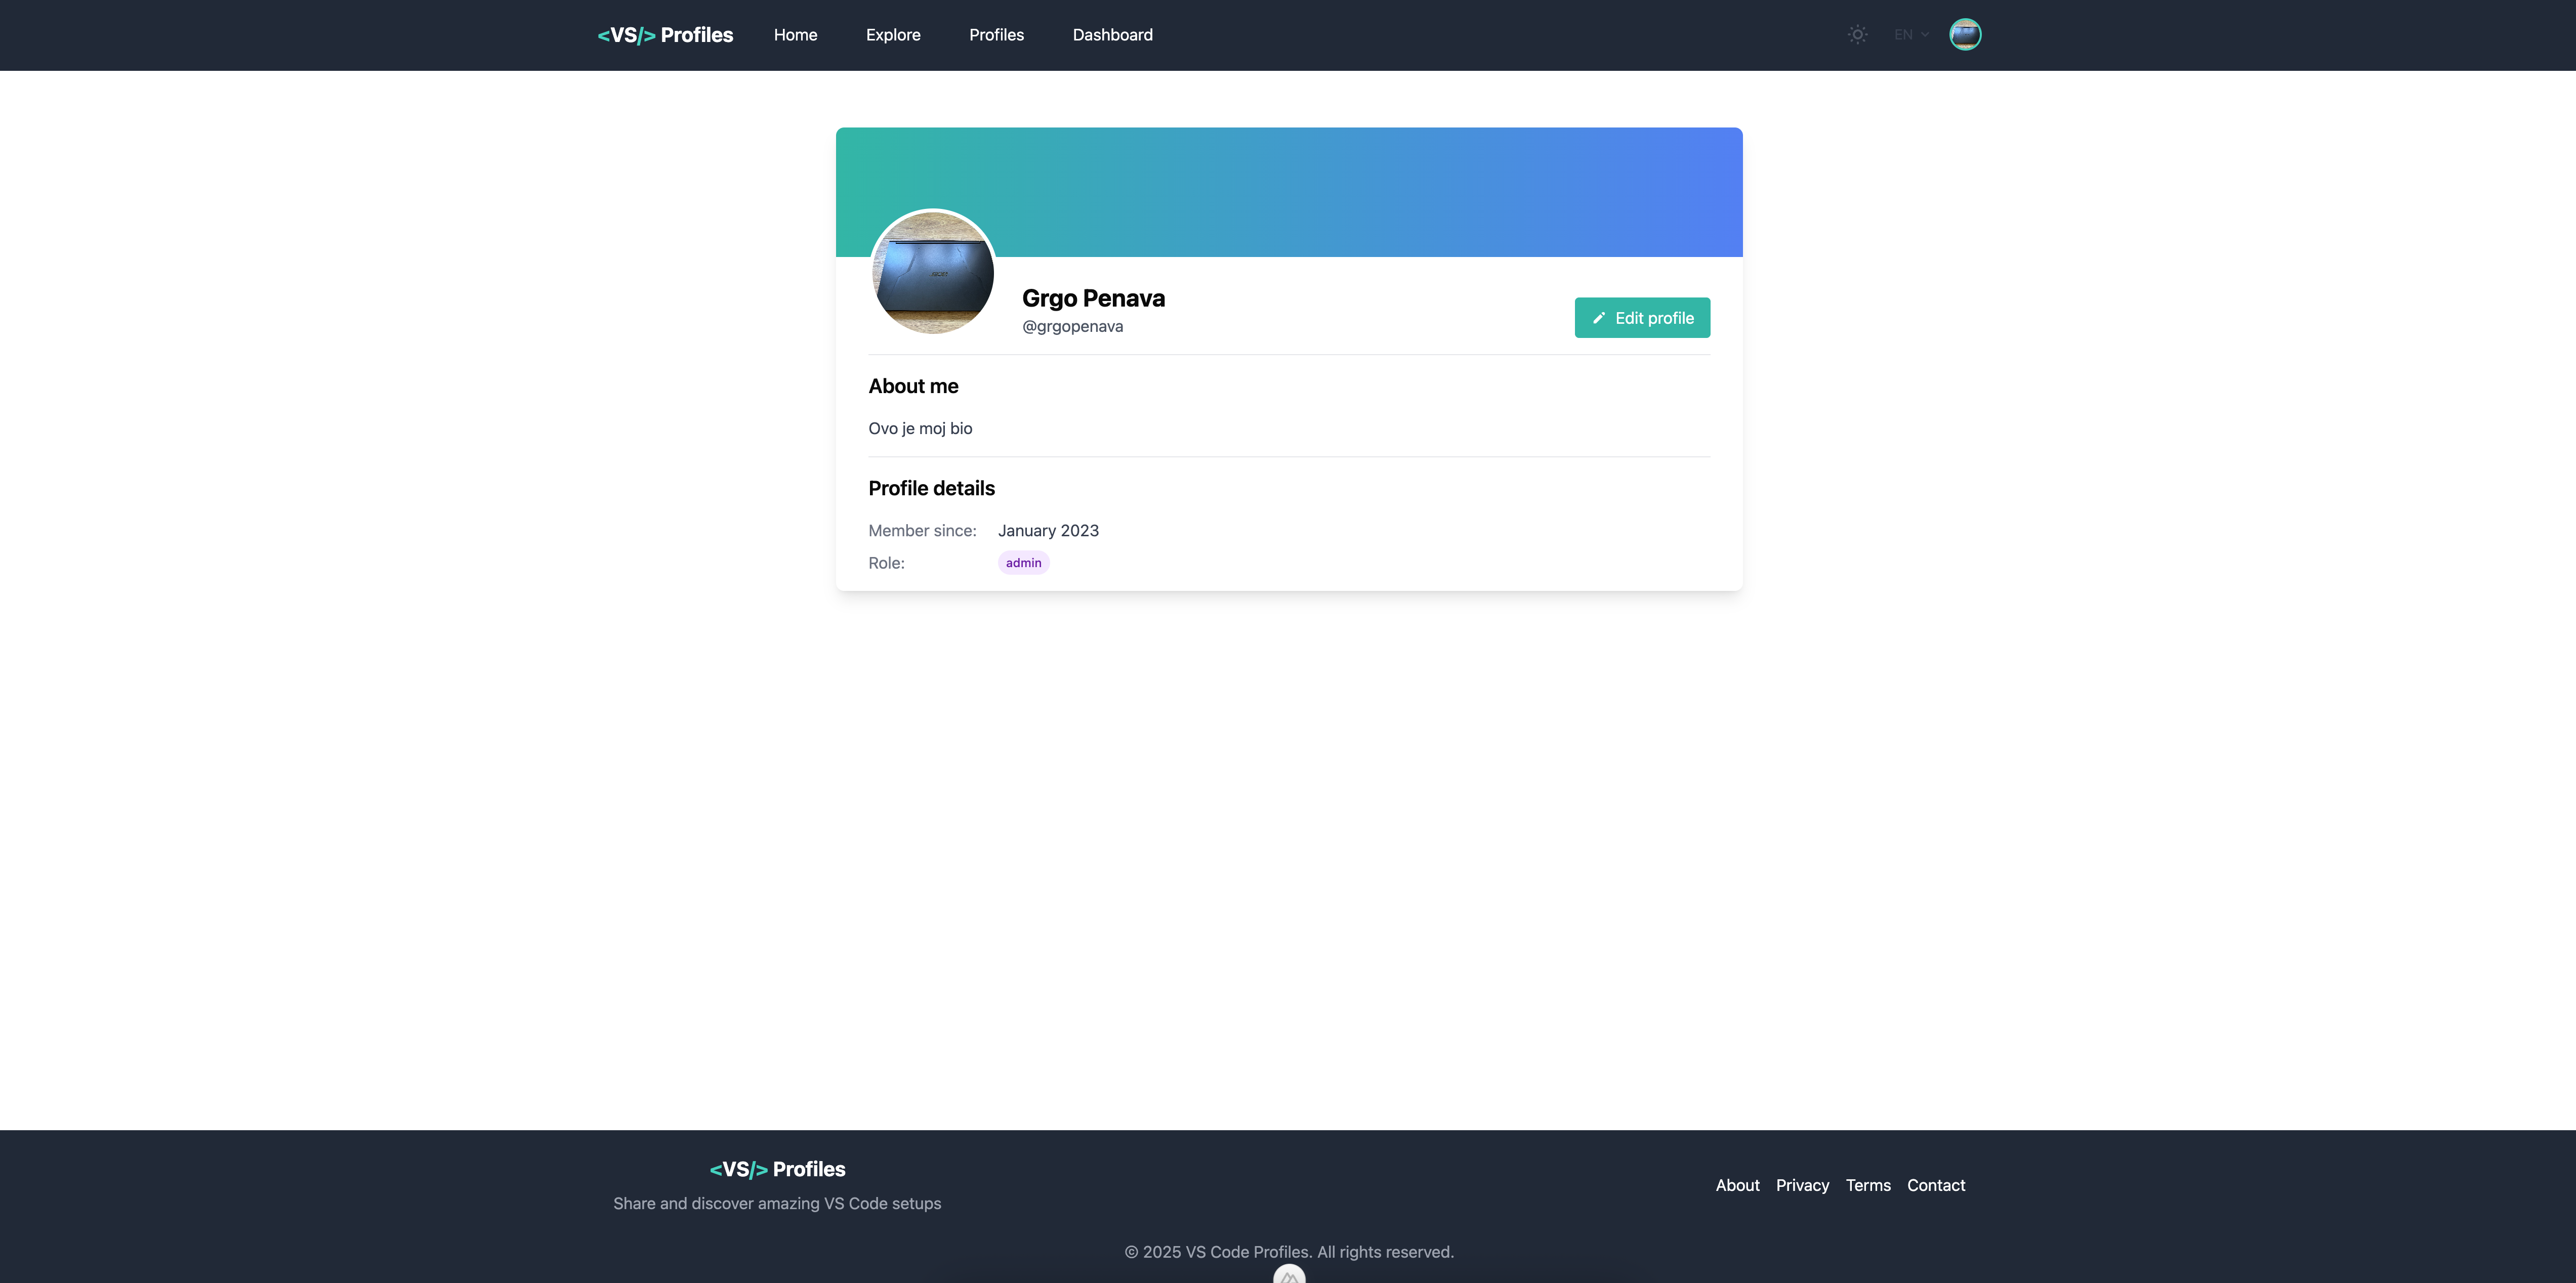 <VS/> Profiles Home Explore Profiles Dashboard EN
Grgo Penava
@grgopenava
Edit profile
About me
Ovo je moj bio
Profile details
Member since: January 2023
Role: admin
<VS/> Profiles
Share and discover amazing VS Code setups
About Privacy Terms Contact
© 2025 VS Code Profiles. All rights reserved.